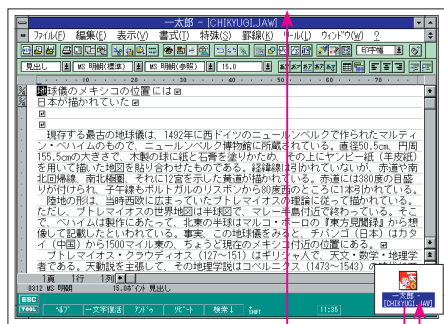 一太郎 - [CHIKYUGI.JAW]
ファイル(F) 編集(E) 表示(V) 書式(T) 特殊(S) 罫線(K) ツール(L) ウィンドウ(W) ?
印字幅
見出し MS 明朝(標準) MS 明朝(参照) 15.0
10 20 30 40 50 60 70
地球儀のメキシコの位置には
日本が描かれていた
現存する最古の地球儀は、1492年に西ドイツのニュールンベルクで作られたマルティ
ン・ベハイムのもので、ニュールンベルク博物館に所蔵されている。直径50.5cm、円周
155.5cmの大きさで、木製の球に紙と石膏を塗りかため、その上にヤンピー紙（羊皮紙）
を用いて描いた地図を貼り合わせたものである。経緯線は引かれていないが、赤道や南
北回帰線、南北極圏、それに12宮を示した黄道が描かれている。赤道には380度の目盛
りが付けられ、子午線もポルトガルのリスボンから80度西のところに1本引かれている。
陸地の形は、当時西欧に広まっていたプトレマイオスの理論に従って描かれている。
ただし、プトレマイオスの世界地図は半球図で、マレー半島付近で終わっている。そこ
で、ベハイムは製作にあたって、北東の半球はマルコ・ポーロの『東方見聞録』から想
像して記載したといわれている。事実、この地球儀をみると、チパンゴ（日本）はカタ
イ（中国）から1500マイル東の、ちょうど現在のメキシコ付近の位置にある。
プトレマイオス・クラウディオス（127～151）はギリシャ人で、天文・数学・地理学
者である。天動説を主張して、その地理学説はコペルニクス（1473～1543）の
1頁 1行 1列
8312 MS 明朝 15.0ポイント 見出し
ESC
TOOL ヘルプ 一文字復活 アンドゥ リピート 検索↓ 11:35
一太郎 -
[CHIKYUGI.JAW]